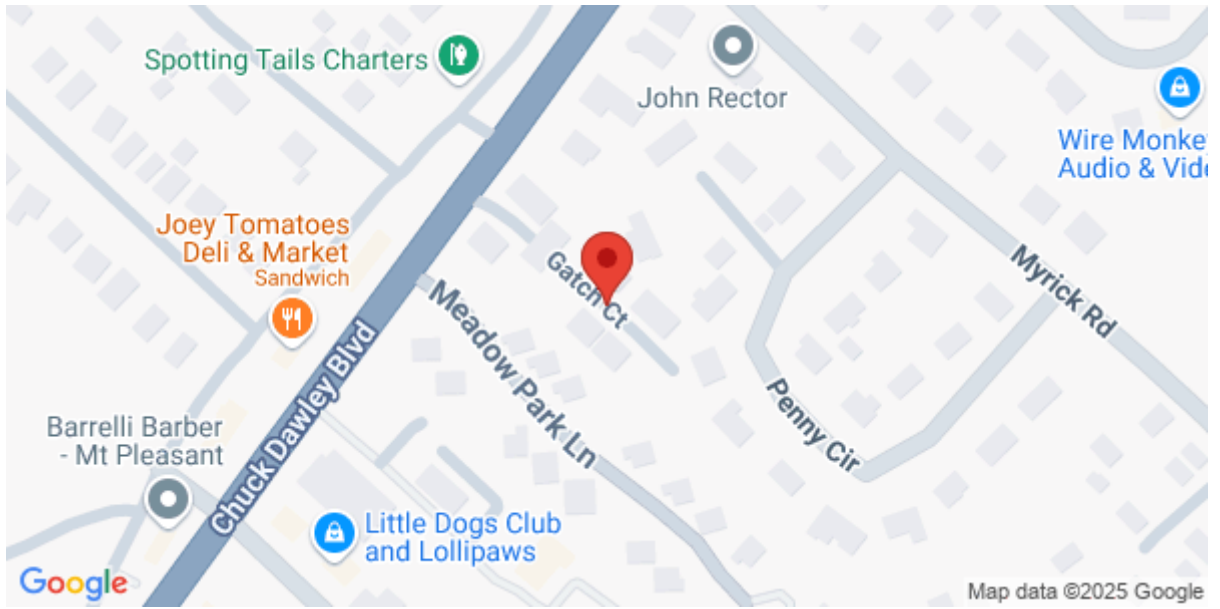 Spotting Tails Charters
John Rector
Wire Monkey
Audio & Vide
Joey Tomatoes
Deli & Market
Sandwich
Gatch Ct
Myrick Rd
Meadow Park Ln
Chuck Dawley Blvd
Penny Cir
Barrelli Barber
- Mt Pleasant
Little Dogs Club
and Lollipaws
Google
Map data ©2025 Google